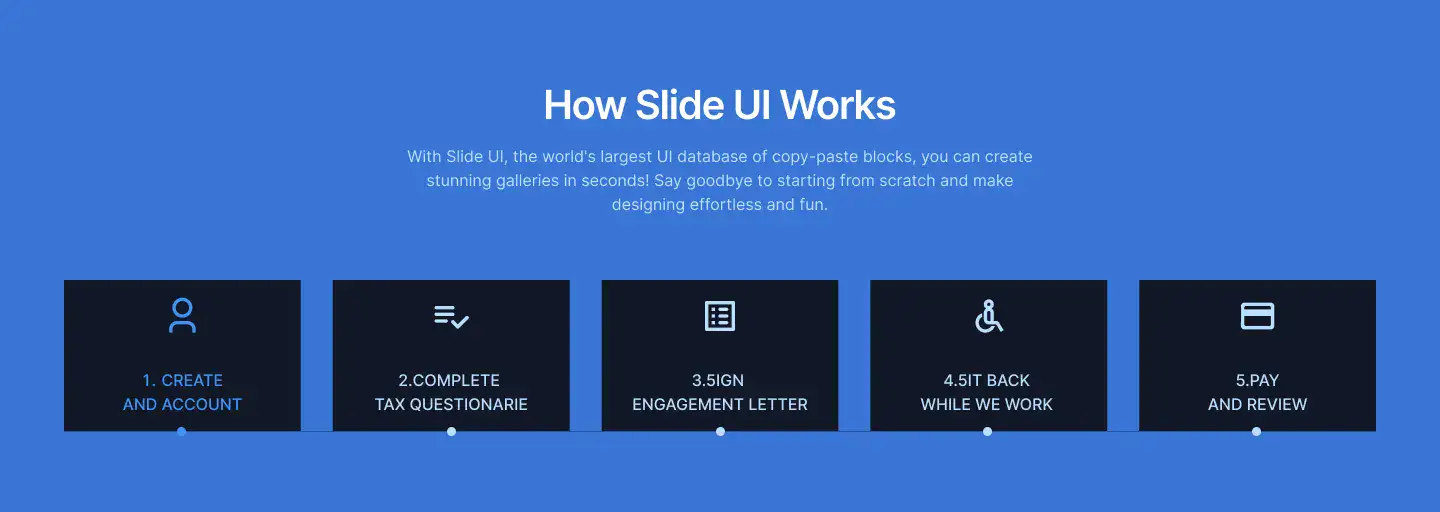 How Slide UI Works
With Slide UI, the world's largest UI database of copy-paste blocks, you can create
stunning galleries in seconds! Say goodbye to starting from scratch and make
designing effortless and fun.
1. CREATE
AND ACCOUNT
2.COMPLETE
TAX QUESTIONARIE
3.5IGN
ENGAGEMENT LETTER
4.5IT BACK
WHILE WE WORK
5.PAY
AND REVIEW